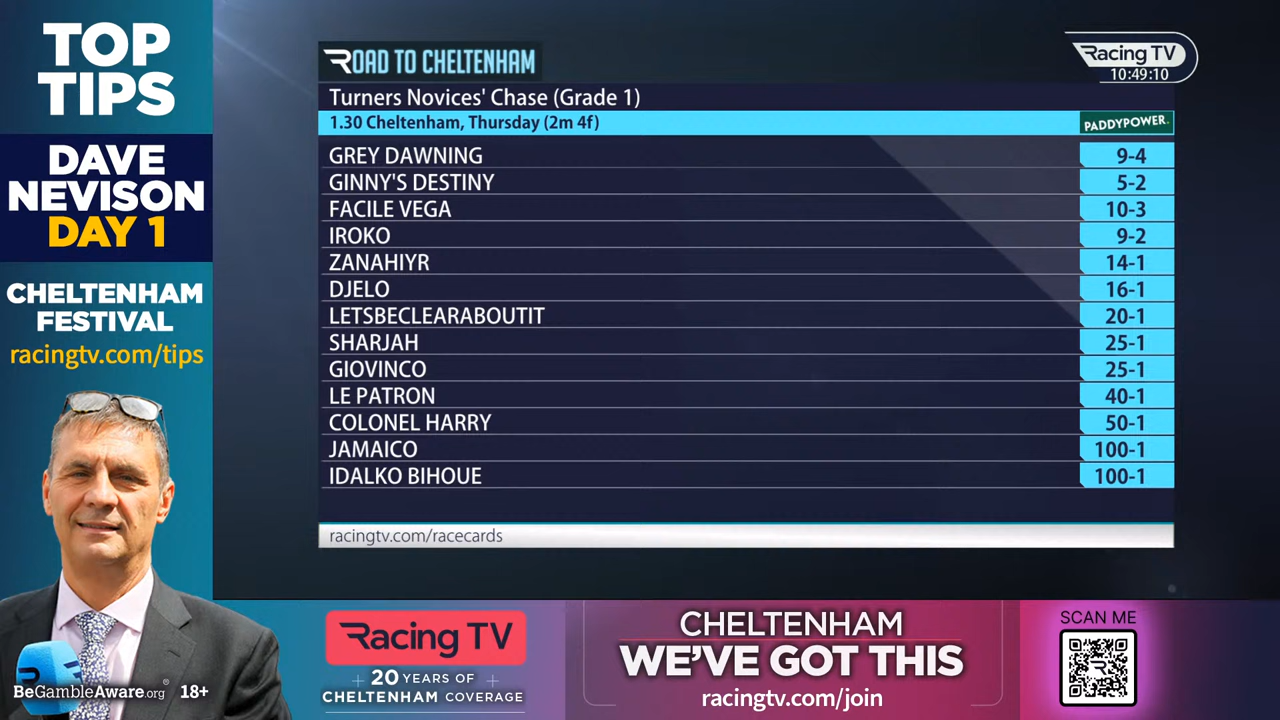 TOP
TIPS
DAVE
NEVISON
DAY 1
CHELTENHAM
FESTIVAL
racingtv.com/tips
BeGambleAware.org® 18+
ROAD TO CHELTENHAM
Racing TV
10:49:10
Turners Novices' Chase (Grade 1)
1.30 Cheltenham, Thursday (2m 4f) PADDYPOWER.
GREY DAWNING 9-4
GINNY'S DESTINY 5-2
FACILE VEGA 10-3
IROKO 9-2
ZANAHIYR 14-1
DJELO 16-1
LETSBECLEARABOUTIT 20-1
SHARJAH 25-1
GIOVINCO 25-1
LE PATRON 40-1
COLONEL HARRY 50-1
JAMAICO 100-1
IDALKO BIHOUE 100-1
racingtv.com/racecards
Racing TV
20 YEARS OF
CHELTENHAM COVERAGE
CHELTENHAM
WE'VE GOT THIS
racingtv.com/join
SCAN ME